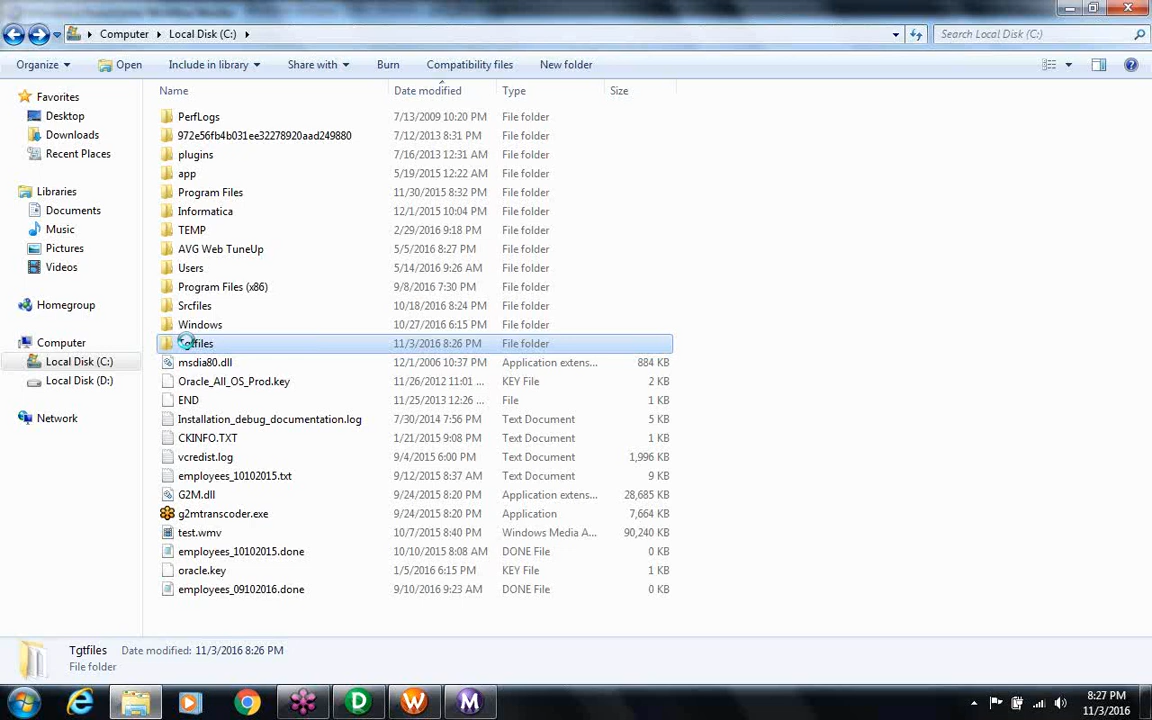 Computer Local Disk (C:) Search Local Disk (C:)
Organize Open Include in library Share with Burn Compatibility files New folder
Name Date modified Type Size
Favorites
Desktop
Downloads
Recent Places
Libraries
Documents
Music
Pictures
Videos
Homegroup
Computer
Local Disk (C:)
Local Disk (D:)
Network
PerfLogs 7/13/2009 10:20 PM File folder
972e56fb4b031ee32278920aad249880 7/12/2013 8:31 PM File folder
plugins 7/16/2013 12:31 AM File folder
app 5/19/2015 12:22 AM File folder
Program Files 11/30/2015 8:32 PM File folder
Informatica 12/1/2015 10:04 PM File folder
TEMP 2/29/2016 9:18 PM File folder
AVG Web TuneUp 5/5/2016 8:27 PM File folder
Users 5/14/2016 9:26 AM File folder
Program Files (x86) 9/8/2016 7:30 PM File folder
Srcfiles 10/18/2016 8:24 PM File folder
Windows 10/27/2016 6:15 PM File folder
Tgtfiles 11/3/2016 8:26 PM File folder
msdia80.dll 12/1/2006 10:37 PM Application extens... 884 KB
Oracle_All_OS_Prod.key 11/26/2012 11:01 ... KEY File 2 KB
END 11/25/2013 12:26 ... File 1 KB
Installation_debug_documentation.log 7/30/2014 7:56 PM Text Document 5 KB
CKINFO.TXT 1/21/2015 9:08 PM Text Document 1 KB
vcredist.log 9/4/2015 6:00 PM Text Document 1,996 KB
employees_10102015.txt 9/12/2015 8:37 AM Text Document 9 KB
G2M.dll 9/24/2015 8:20 PM Application extens... 28,685 KB
g2mtranscoder.exe 9/24/2015 8:20 PM Application 7,664 KB
test.wmv 10/7/2015 8:40 PM Windows Media A... 90,240 KB
employees_10102015.done 10/10/2015 8:08 AM DONE File 0 KB
oracle.key 1/5/2016 6:15 PM KEY File 1 KB
employees_09102016.done 9/10/2016 9:23 AM DONE File 0 KB
Tgtfiles Date modified: 11/3/2016 8:26 PM
File folder
D W M
8:27 PM
11/3/2016